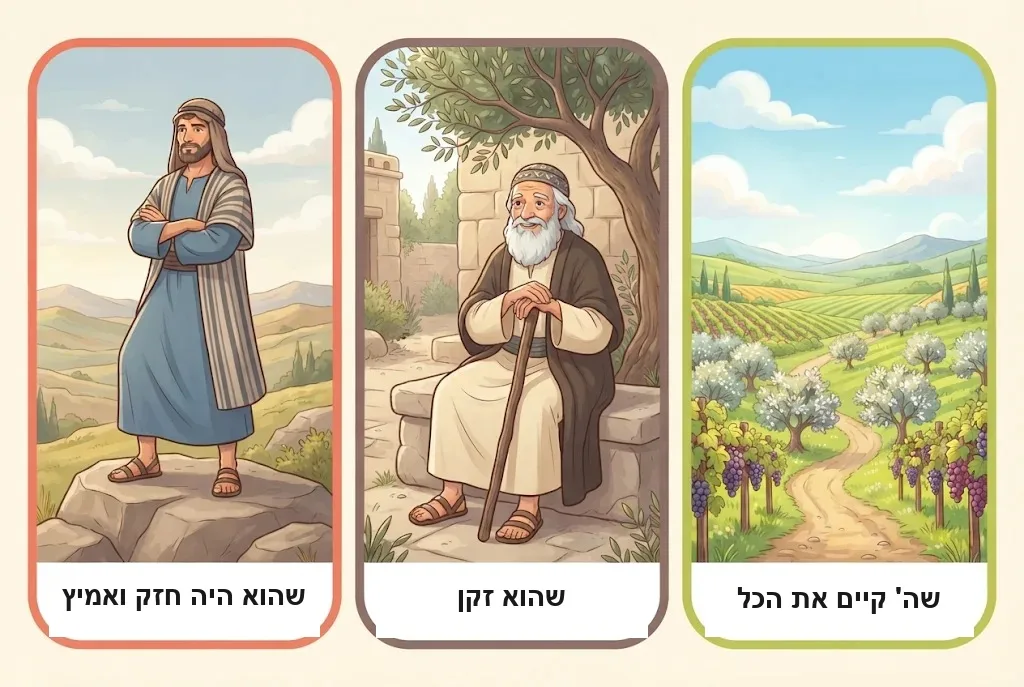 שה' קיים את הכל
שהוא זקן
שהוא היה חזק ואמיץ